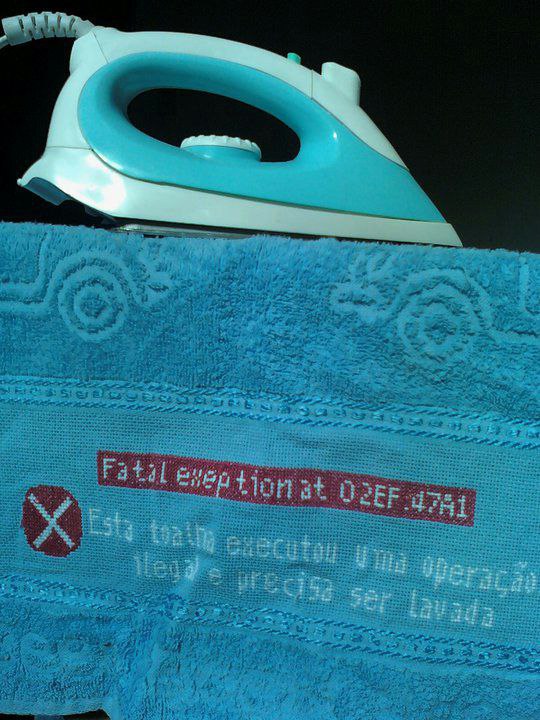 Fatal exeption at 02EF.47A1
Esta toalha executou uma operação
ilegal e precisa ser lavada